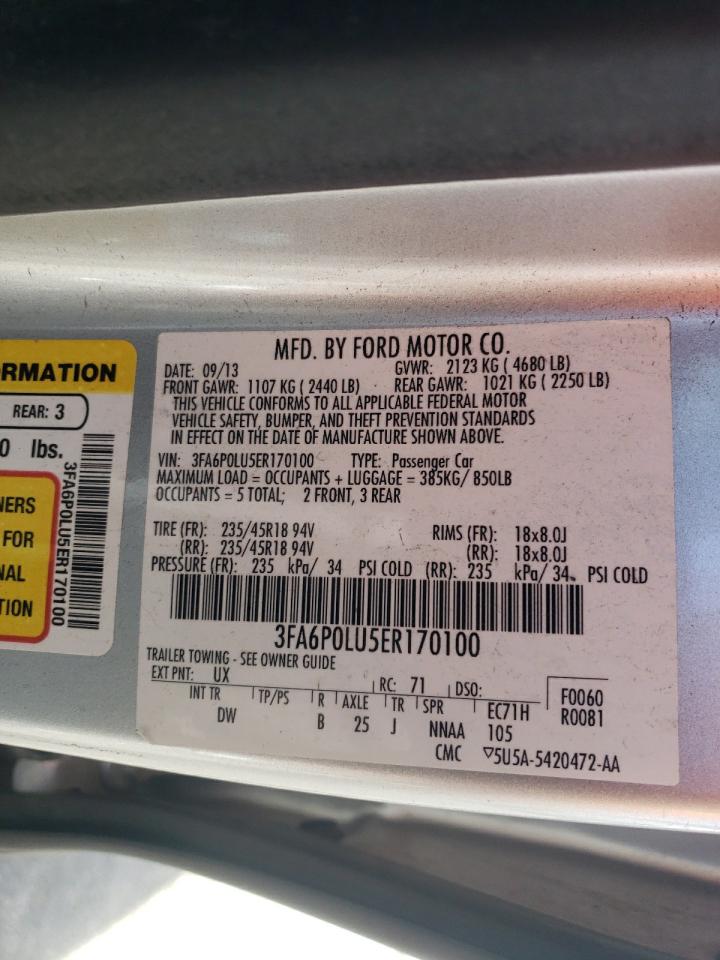 RMATION
REAR: 3
0 lbs.
3FA6P0LU5ER170100
NERS
FOR
NAL
TION
MFD. BY FORD MOTOR CO.
DATE: 09/13 GVWR: 2123 KG ( 4680 LB)
FRONT GAWR: 1107 KG ( 2440 LB) REAR GAWR: 1021 KG ( 2250 LB)
THIS VEHICLE CONFORMS TO ALL APPLICABLE FEDERAL MOTOR
VEHICLE SAFETY, BUMPER, AND THEFT PREVENTION STANDARDS
IN EFFECT ON THE DATE OF MANUFACTURE SHOWN ABOVE.
VIN: 3FA6P0LU5ER170100 TYPE: Passenger Car
MAXIMUM LOAD = OCCUPANTS + LUGGAGE = 385KG/ 850LB
OCCUPANTS = 5 TOTAL; 2 FRONT, 3 REAR
TIRE (FR): 235/45R18 94V RIMS (FR): 18x8.0J
(RR): 235/45R18 94V (RR): 18x8.0J
PRESSURE (FR): 235 kPa/ 34 PSI COLD (RR): 235 kPa/ 34 PSI COLD
3FA6P0LU5ER170100
TRAILER TOWING - SEE OWNER GUIDE
EXT PNT: UX RC: 71 DSO: F0060
INT TR TP/PS R AXLE TR SPR EC71H R0081
DW B 25 J NNAA 105
CMC ▽5U5A-5420472-AA